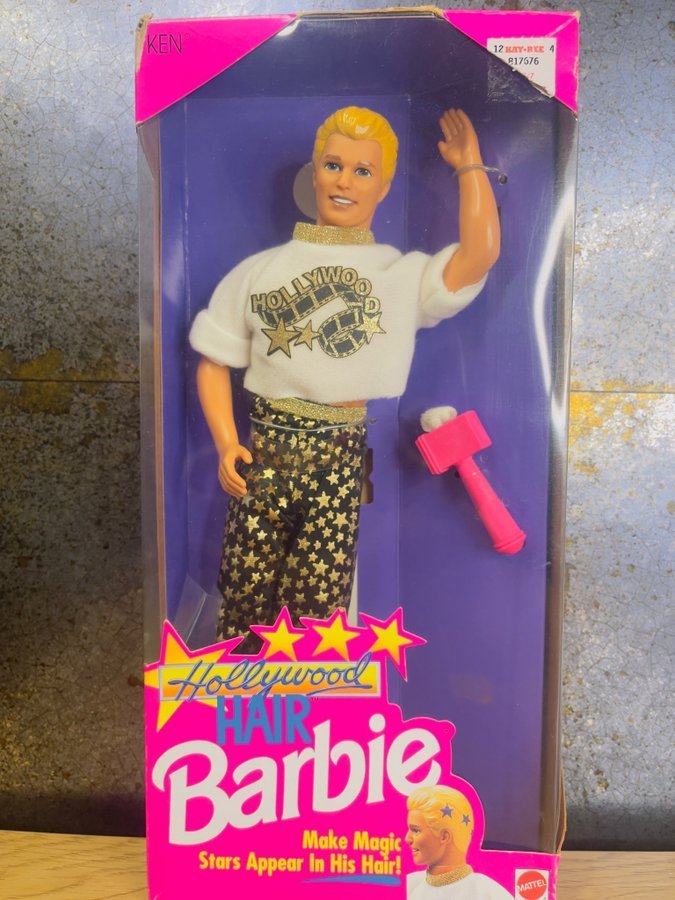 KEN
12 KAY-BEE 4
817676
HOLLYWOOD
Hollywood
HAIR
Barbie
Make Magic
Stars Appear In His Hair!
MATTEL